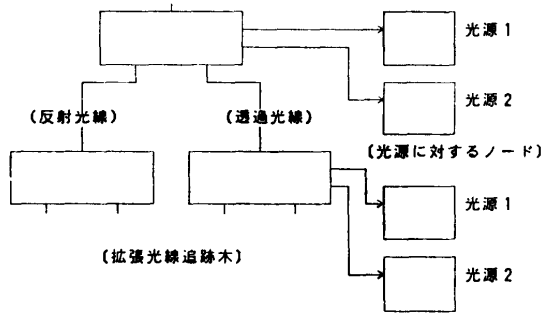 光源1
光源2
(反射光線)
(透過光線)
〔光源に対するノード〕
光源1
光源2
〔拡張光線追跡木〕